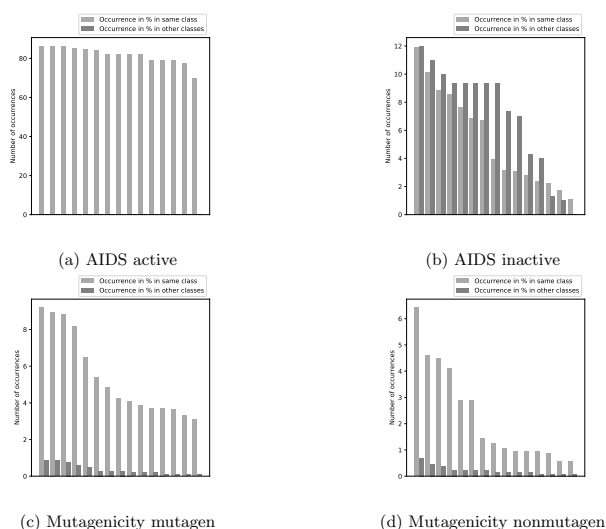 Occurrence in % in same class
Occurrence in % in other classes
Number of occurrences
80
60
40
20
0
(a) AIDS active
Occurrence in % in same class
Occurrence in % in other classes
Number of occurrences
12
10
8
6
4
2
0
(b) AIDS inactive
Occurrence in % in same class
Occurrence in % in other classes
Number of occurrences
8
6
4
2
0
(c) Mutagenicity mutagen
Occurrence in % in same class
Occurrence in % in other classes
Number of occurrences
6
5
4
3
2
1
0
(d) Mutagenicity nonmutagen